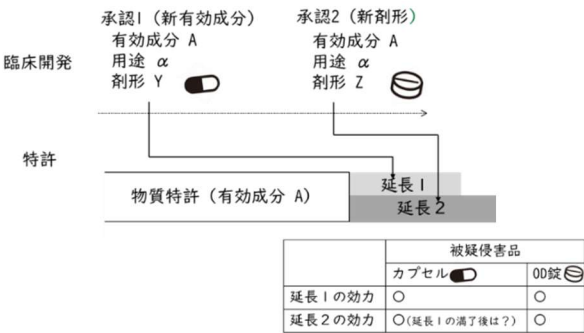 承認1（新有効成分）
有効成分 A
用途 α
剤形 Y
承認2（新剤形）
有効成分 A
用途 α
剤形 Z
臨床開発
特許
物質特許（有効成分 A）
延長1
延長2
被疑侵害品
カプセル
OD錠
延長1の効力
○
○
延長2の効力
○(延長1の満了後は？)
○